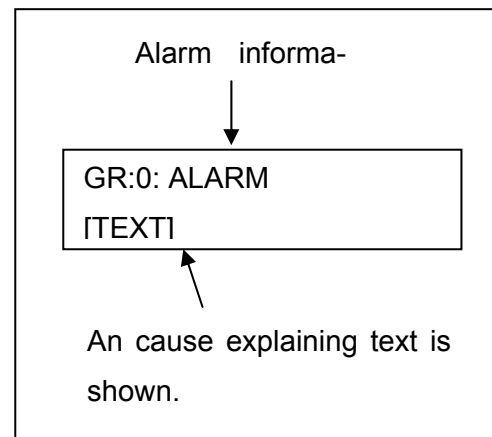 Alarm informa-
GR:0: ALARM
[TEXT]
An cause explaining text is
shown.